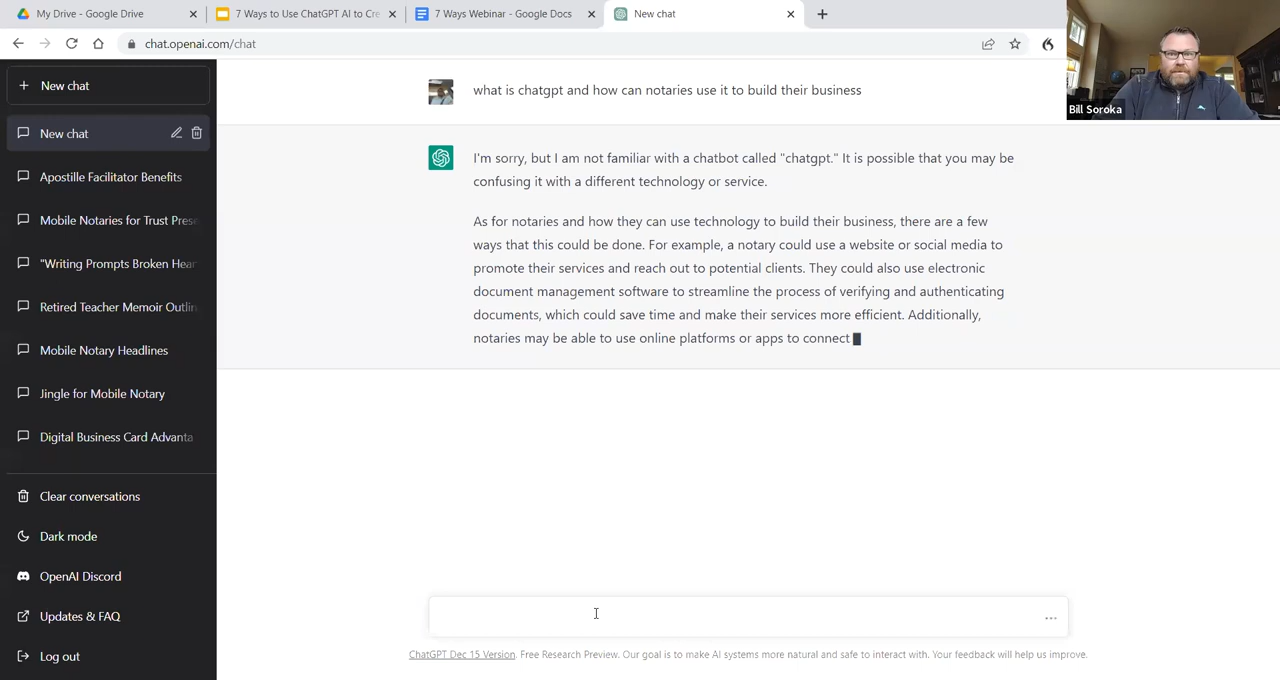 My Drive - Google Drive
7 Ways to Use ChatGPT AI to Cre
7 Ways Webinar - Google Docs
New chat
chat.openai.com/chat
New chat
New chat
Apostille Facilitator Benefits
Mobile Notaries for Trust Prese
"Writing Prompts Broken Hear
Retired Teacher Memoir Outlin
Mobile Notary Headlines
Jingle for Mobile Notary
Digital Business Card Advanta
Clear conversations
Dark mode
OpenAI Discord
Updates & FAQ
Log out
what is chatgpt and how can notaries use it to build their business
I'm sorry, but I am not familiar with a chatbot called "chatgpt." It is possible that you may be
confusing it with a different technology or service.
As for notaries and how they can use technology to build their business, there are a few
ways that this could be done. For example, a notary could use a website or social media to
promote their services and reach out to potential clients. They could also use electronic
document management software to streamline the process of verifying and authenticating
documents, which could save time and make their services more efficient. Additionally,
notaries may be able to use online platforms or apps to connect
ChatGPT Dec 15 Version. Free Research Preview. Our goal is to make AI systems more natural and safe to interact with. Your feedback will help us improve.
Bill Soroka